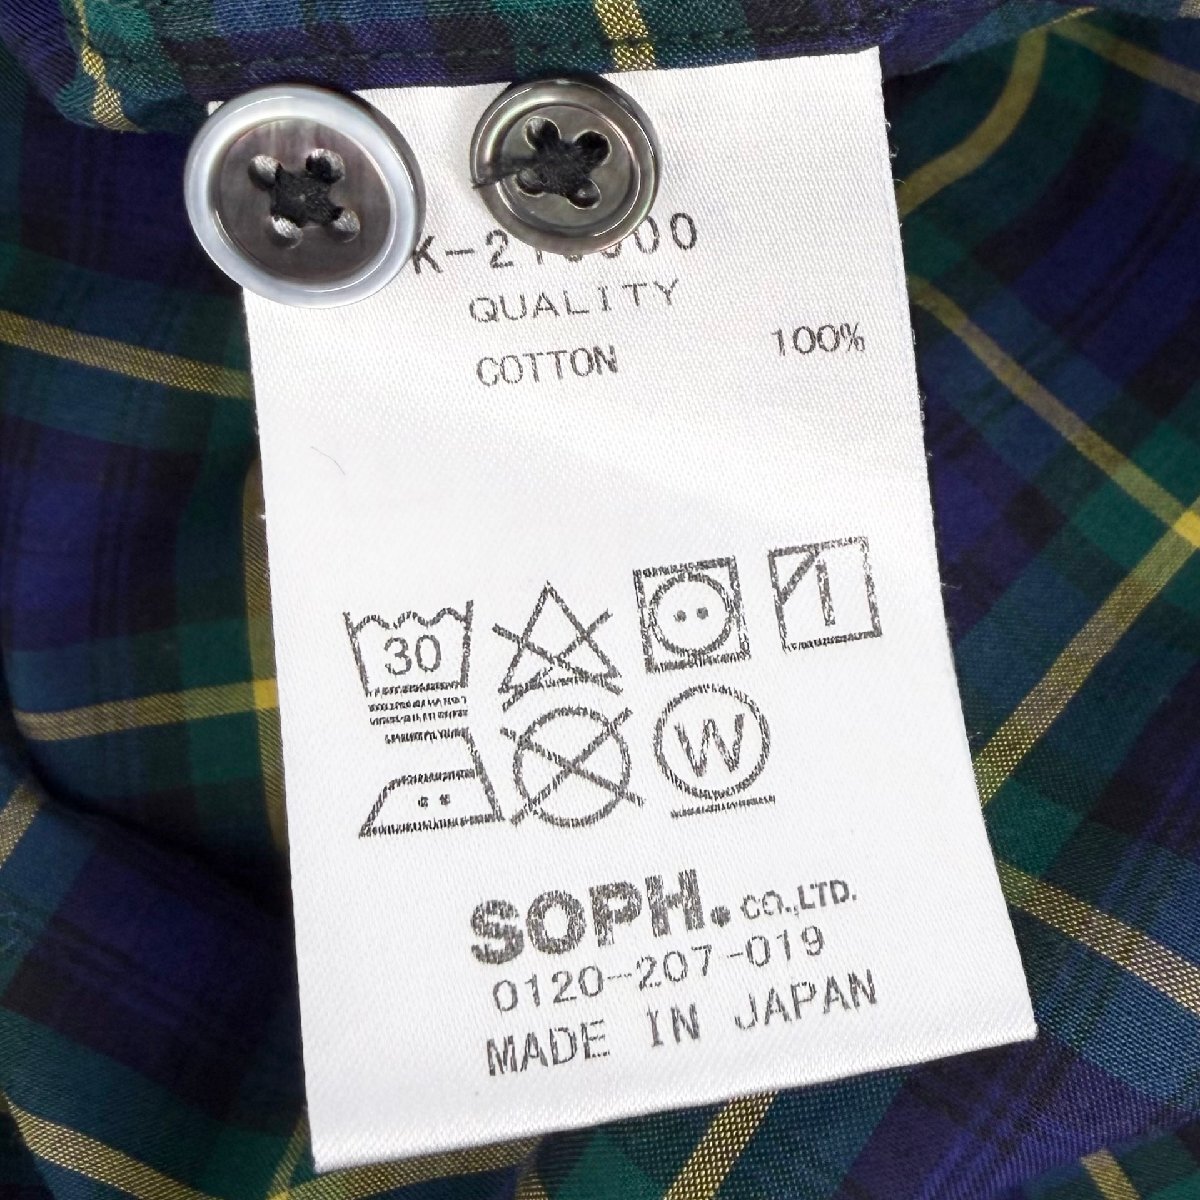 QUALITY
COTTON 100%
30
W
SOPH. CO.,LTD.
0120-207-019
MADE IN JAPAN